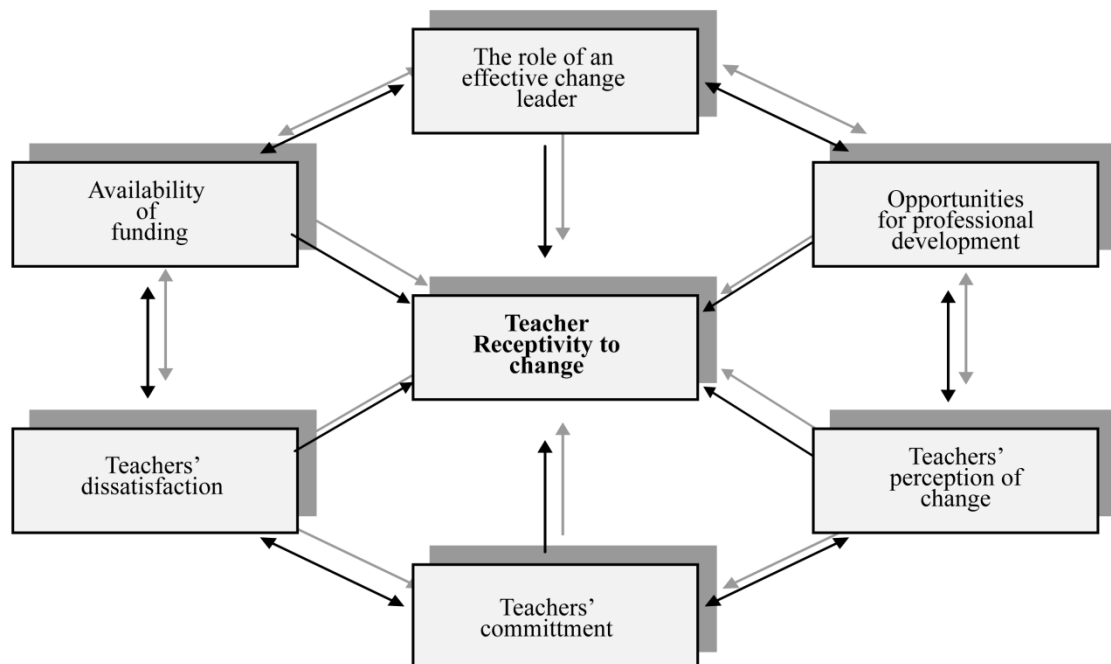 The role of an
effective change
leader
Availability
of
funding
Opportunities
for professional
development
Teacher
Receptivity to
change
Teachers’
dissatisfaction
Teachers’
perception of
change
Teachers’
committment